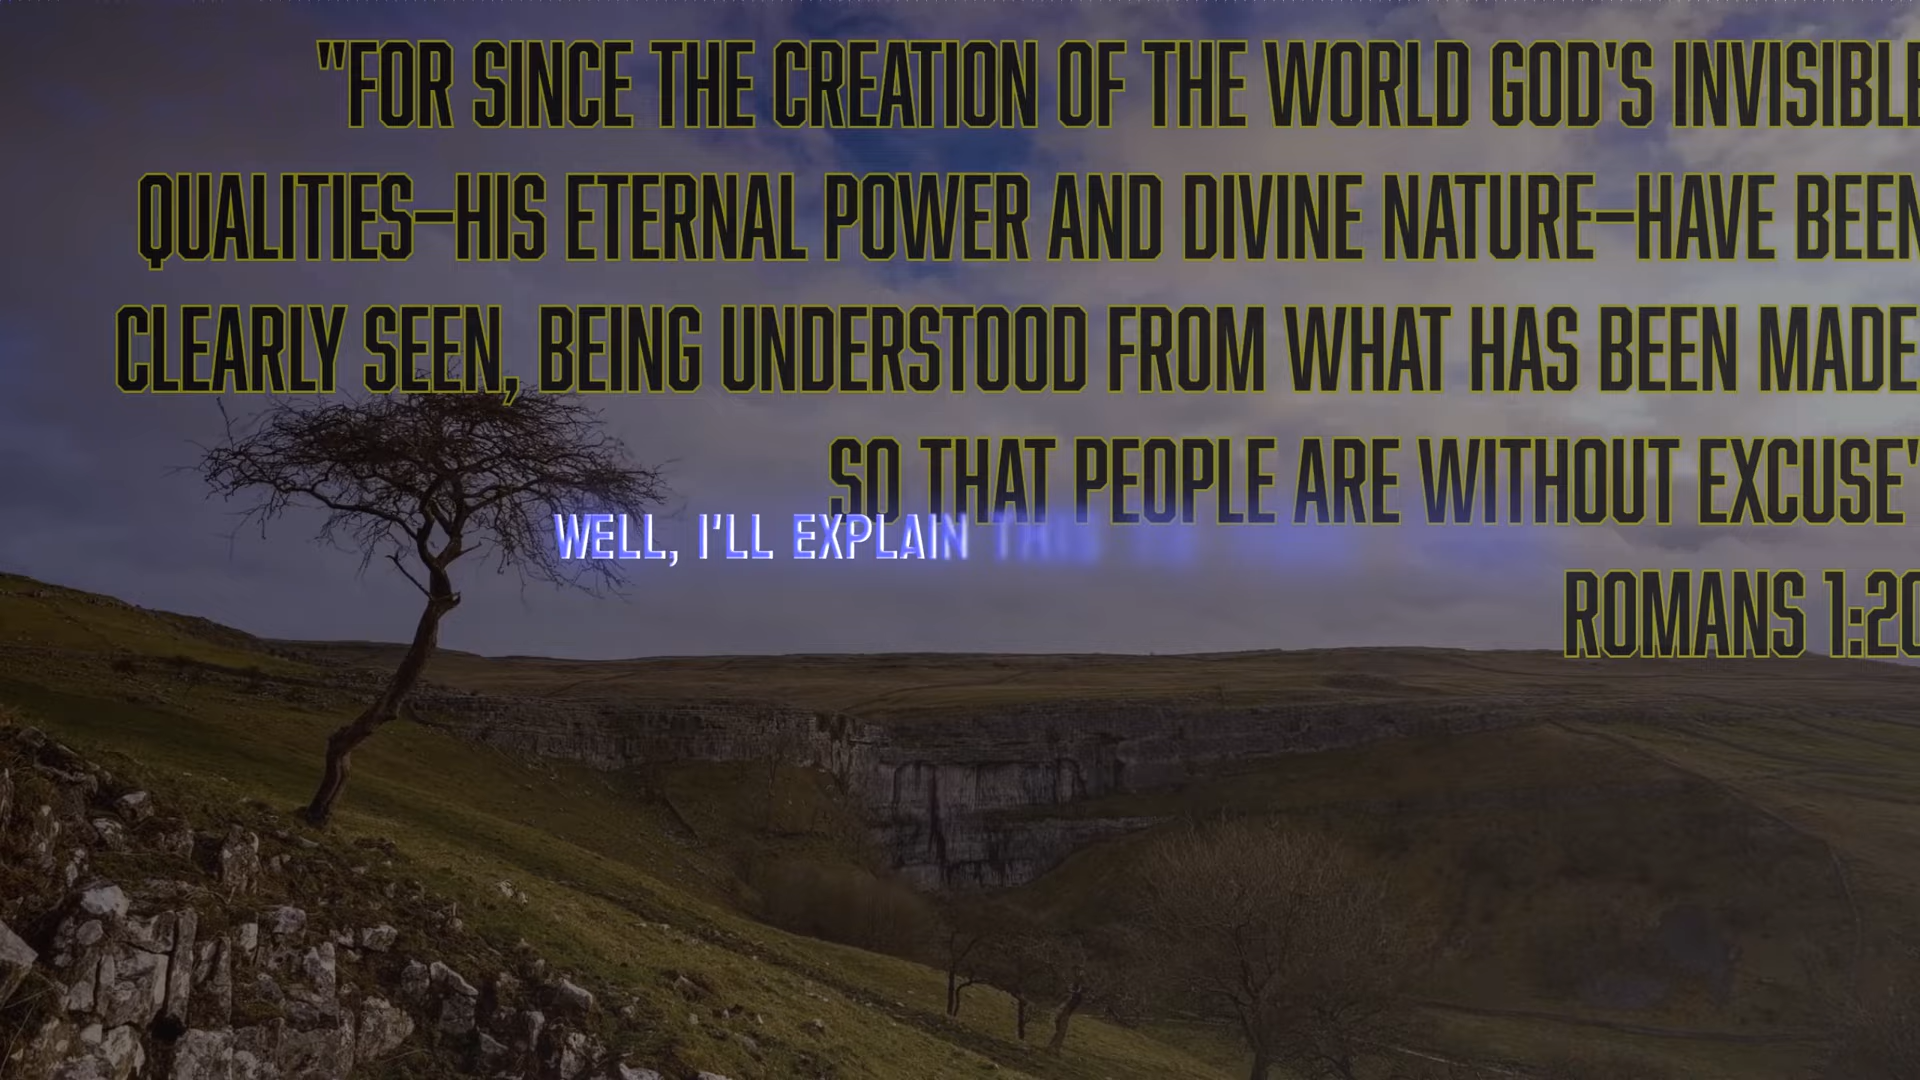 "FOR SINCE THE CREATION OF THE WORLD GOD'S INVISIBLE
QUALITIES—HIS ETERNAL POWER AND DIVINE NATURE—HAVE BEEN
CLEARLY SEEN, BEING UNDERSTOOD FROM WHAT HAS BEEN MADE,
SO THAT PEOPLE ARE WITHOUT EXCUSE"
WELL, I'LL EXPLAIN THIS
ROMANS 1:20